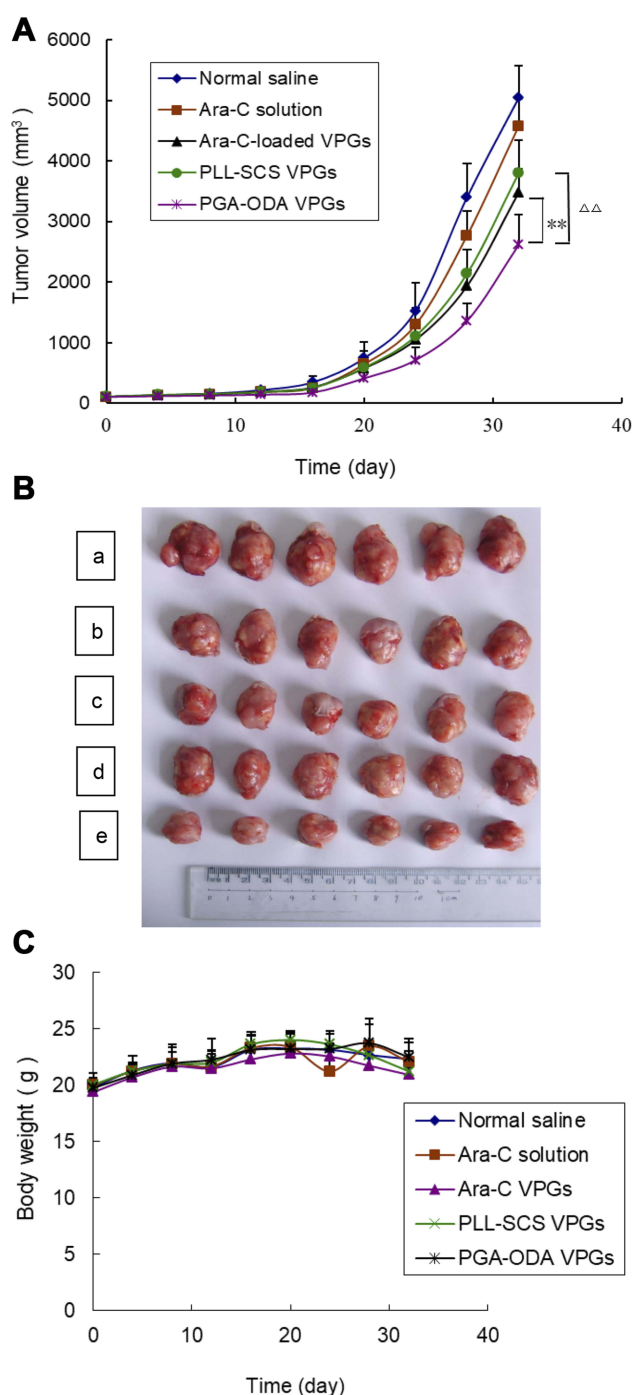 A
6000
5000
4000
3000
2000
1000
0
Tumor volume (mm³ )
Normal saline
Ara-C solution
Ara-C-loaded VPGs
PLL-SCS VPGs
PGA-ODA VPGs
**
△△
0 10 20 30 40
Time (day)
B
a
b
c
d
e
C
30
25
20
15
10
5
0
Body weight ( g )
Normal saline
Ara-C solution
Ara-C VPGs
PLL-SCS VPGs
PGA-ODA VPGs
0 20 40
Time (day)